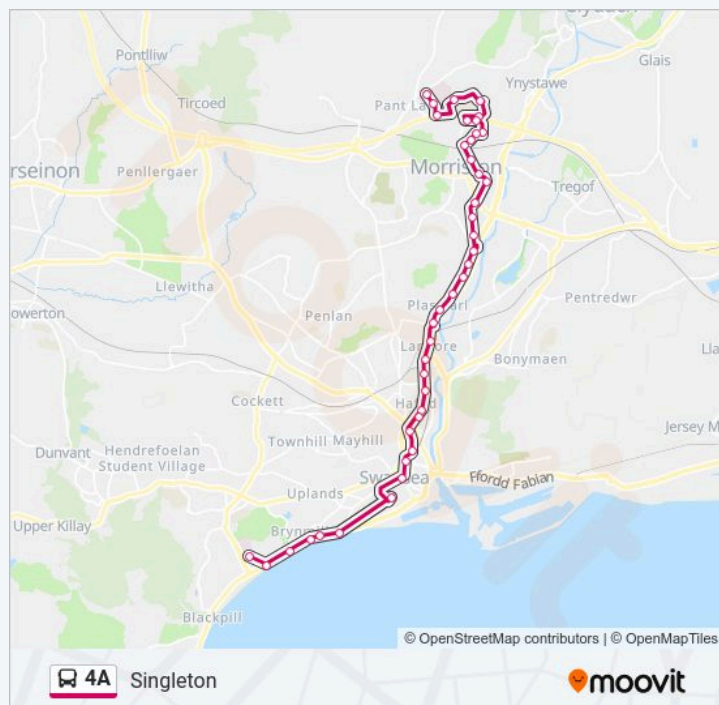 Clydach
Pontlliw
Glais
Ynystawe
Pant La
Tircoed
Morriston
rseinon
Penllergaer
Tregof
Llewitha
Plasmarl
Pentredwr
owerton
Penlan
Landore
Lla
Bonymaen
Cockett
Hafod
Jersey M
Townhill
Mayhill
Dunvant
Hendrefoelan
Student Village
Swansea
Ffordd Fabian
Uplands
Upper Killay
Brynmill
Blackpill
© OpenStreetMap contributors | © OpenMapTiles
4A
Singleton
moovit